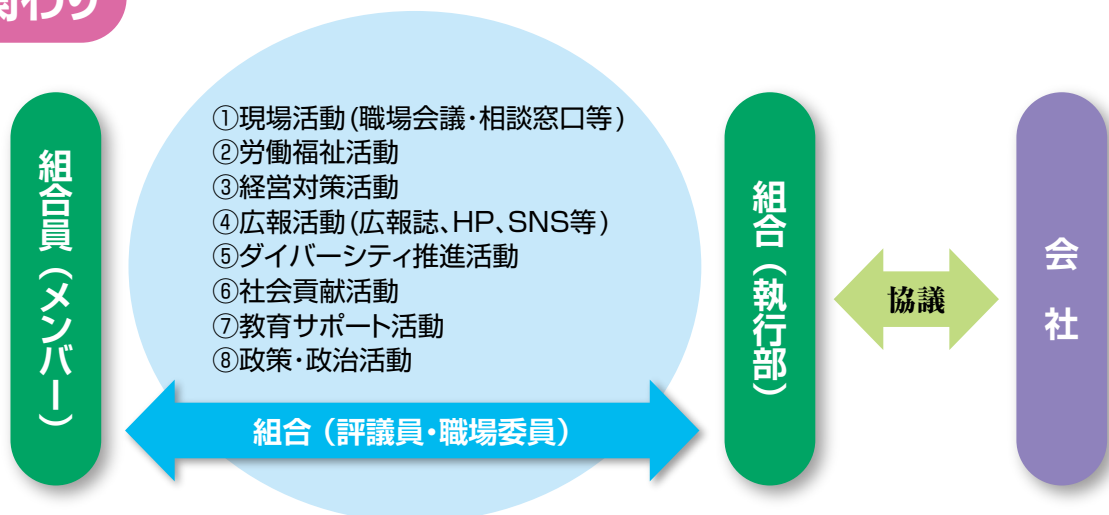 関わり
組合員（メンバー）
①現場活動(職場会議・相談窓口等)
②労働福祉活動
③経営対策活動
④広報活動(広報誌、HP、SNS等)
⑤ダイバーシティ推進活動
⑥社会貢献活動
⑦教育サポート活動
⑧政策・政治活動
組合（評議員・職場委員）
組合（執行部）
協議
会社